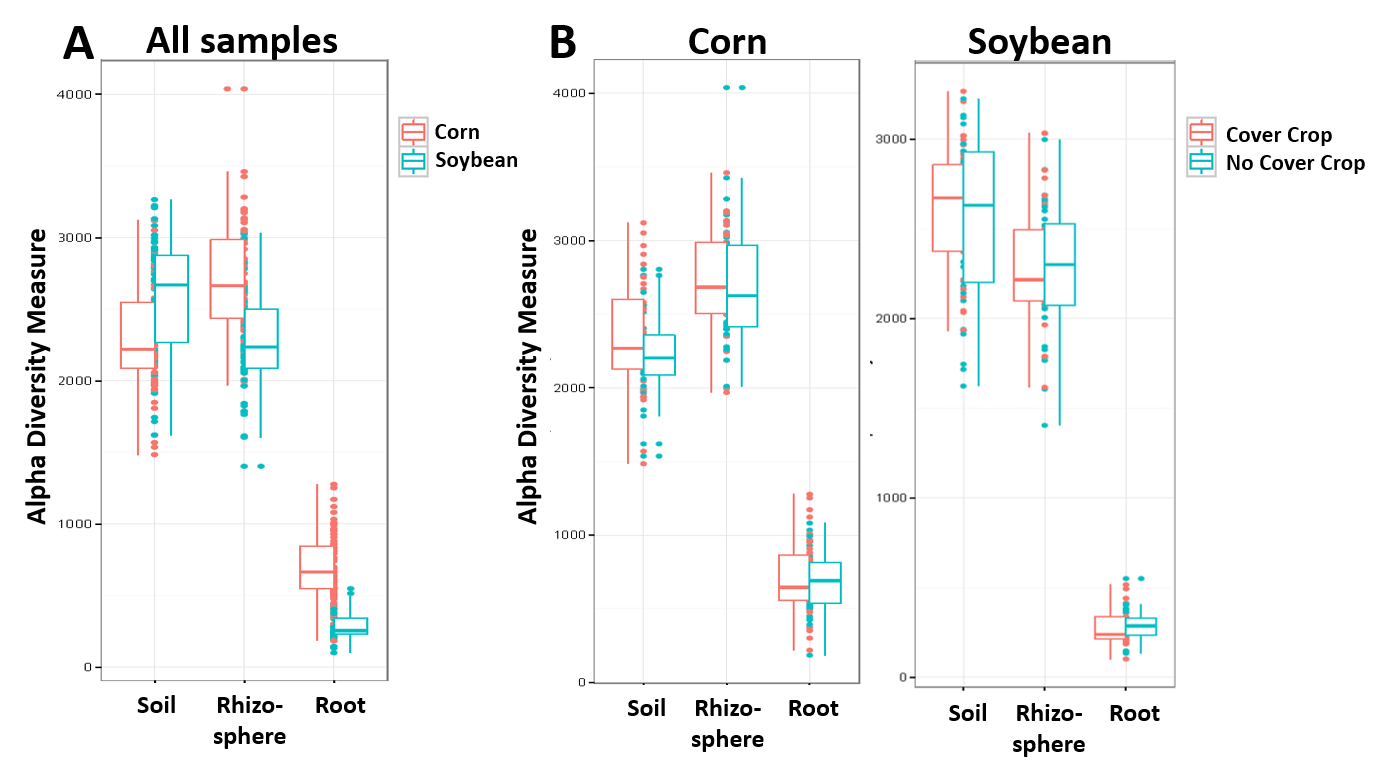 A
All samples
Alpha Diversity Measure
4000
3000
2000
1000
0
Soil
Rhizo-
sphere
Root
Corn
Soybean
B
Corn
Alpha Diversity Measure
4000
3000
2000
1000
0
Soil
Rhizo-
sphere
Root
Soybean
3000
2000
1000
0
Soil
Rhizo-
sphere
Root
Cover Crop
No Cover Crop